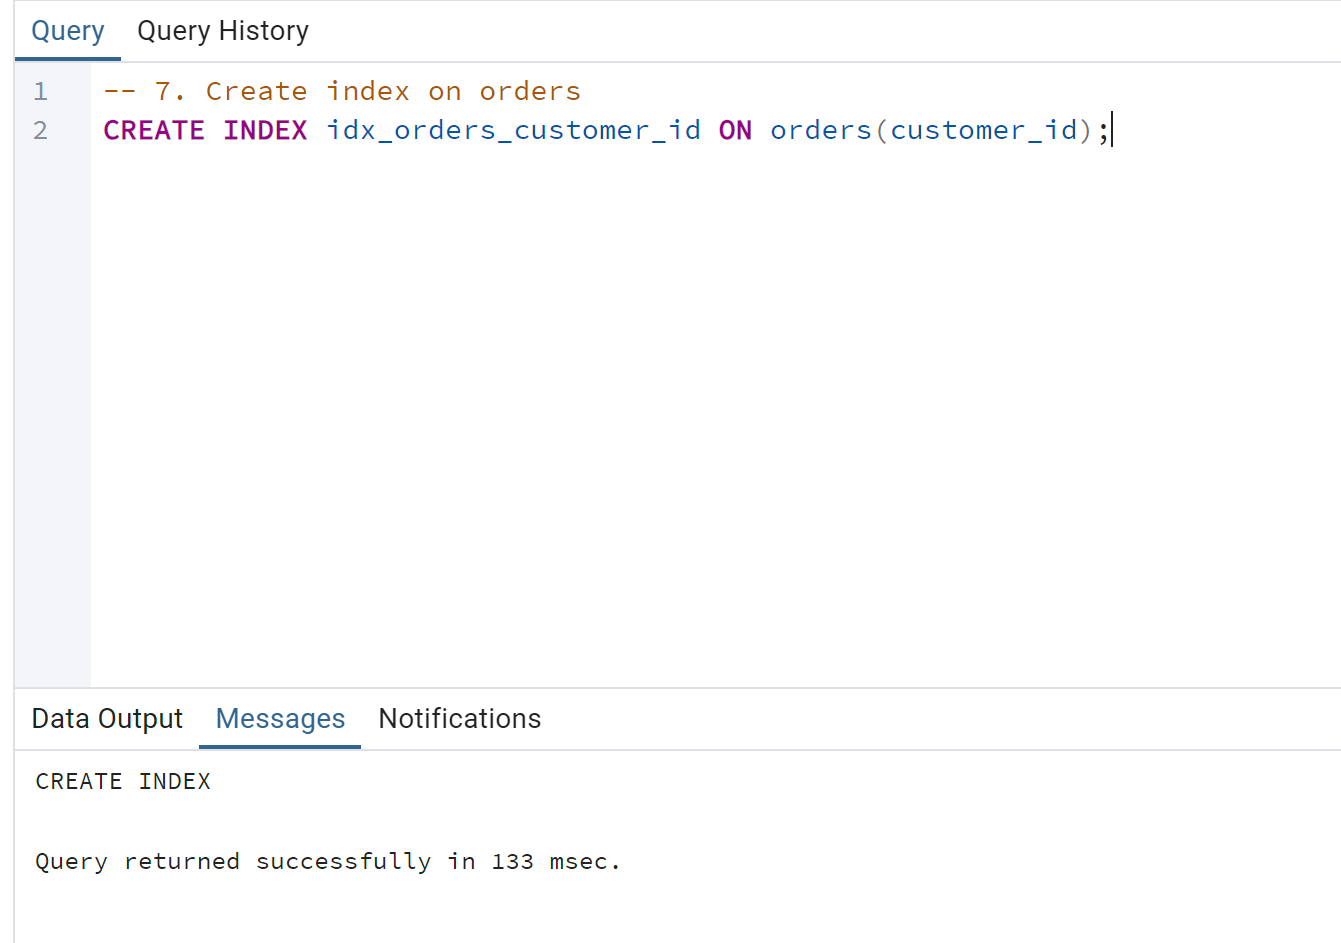 Query Query History
1 -- 7. Create index on orders
2 CREATE INDEX idx_orders_customer_id ON orders(customer_id);
Data Output Messages Notifications
CREATE INDEX
Query returned successfully in 133 msec.